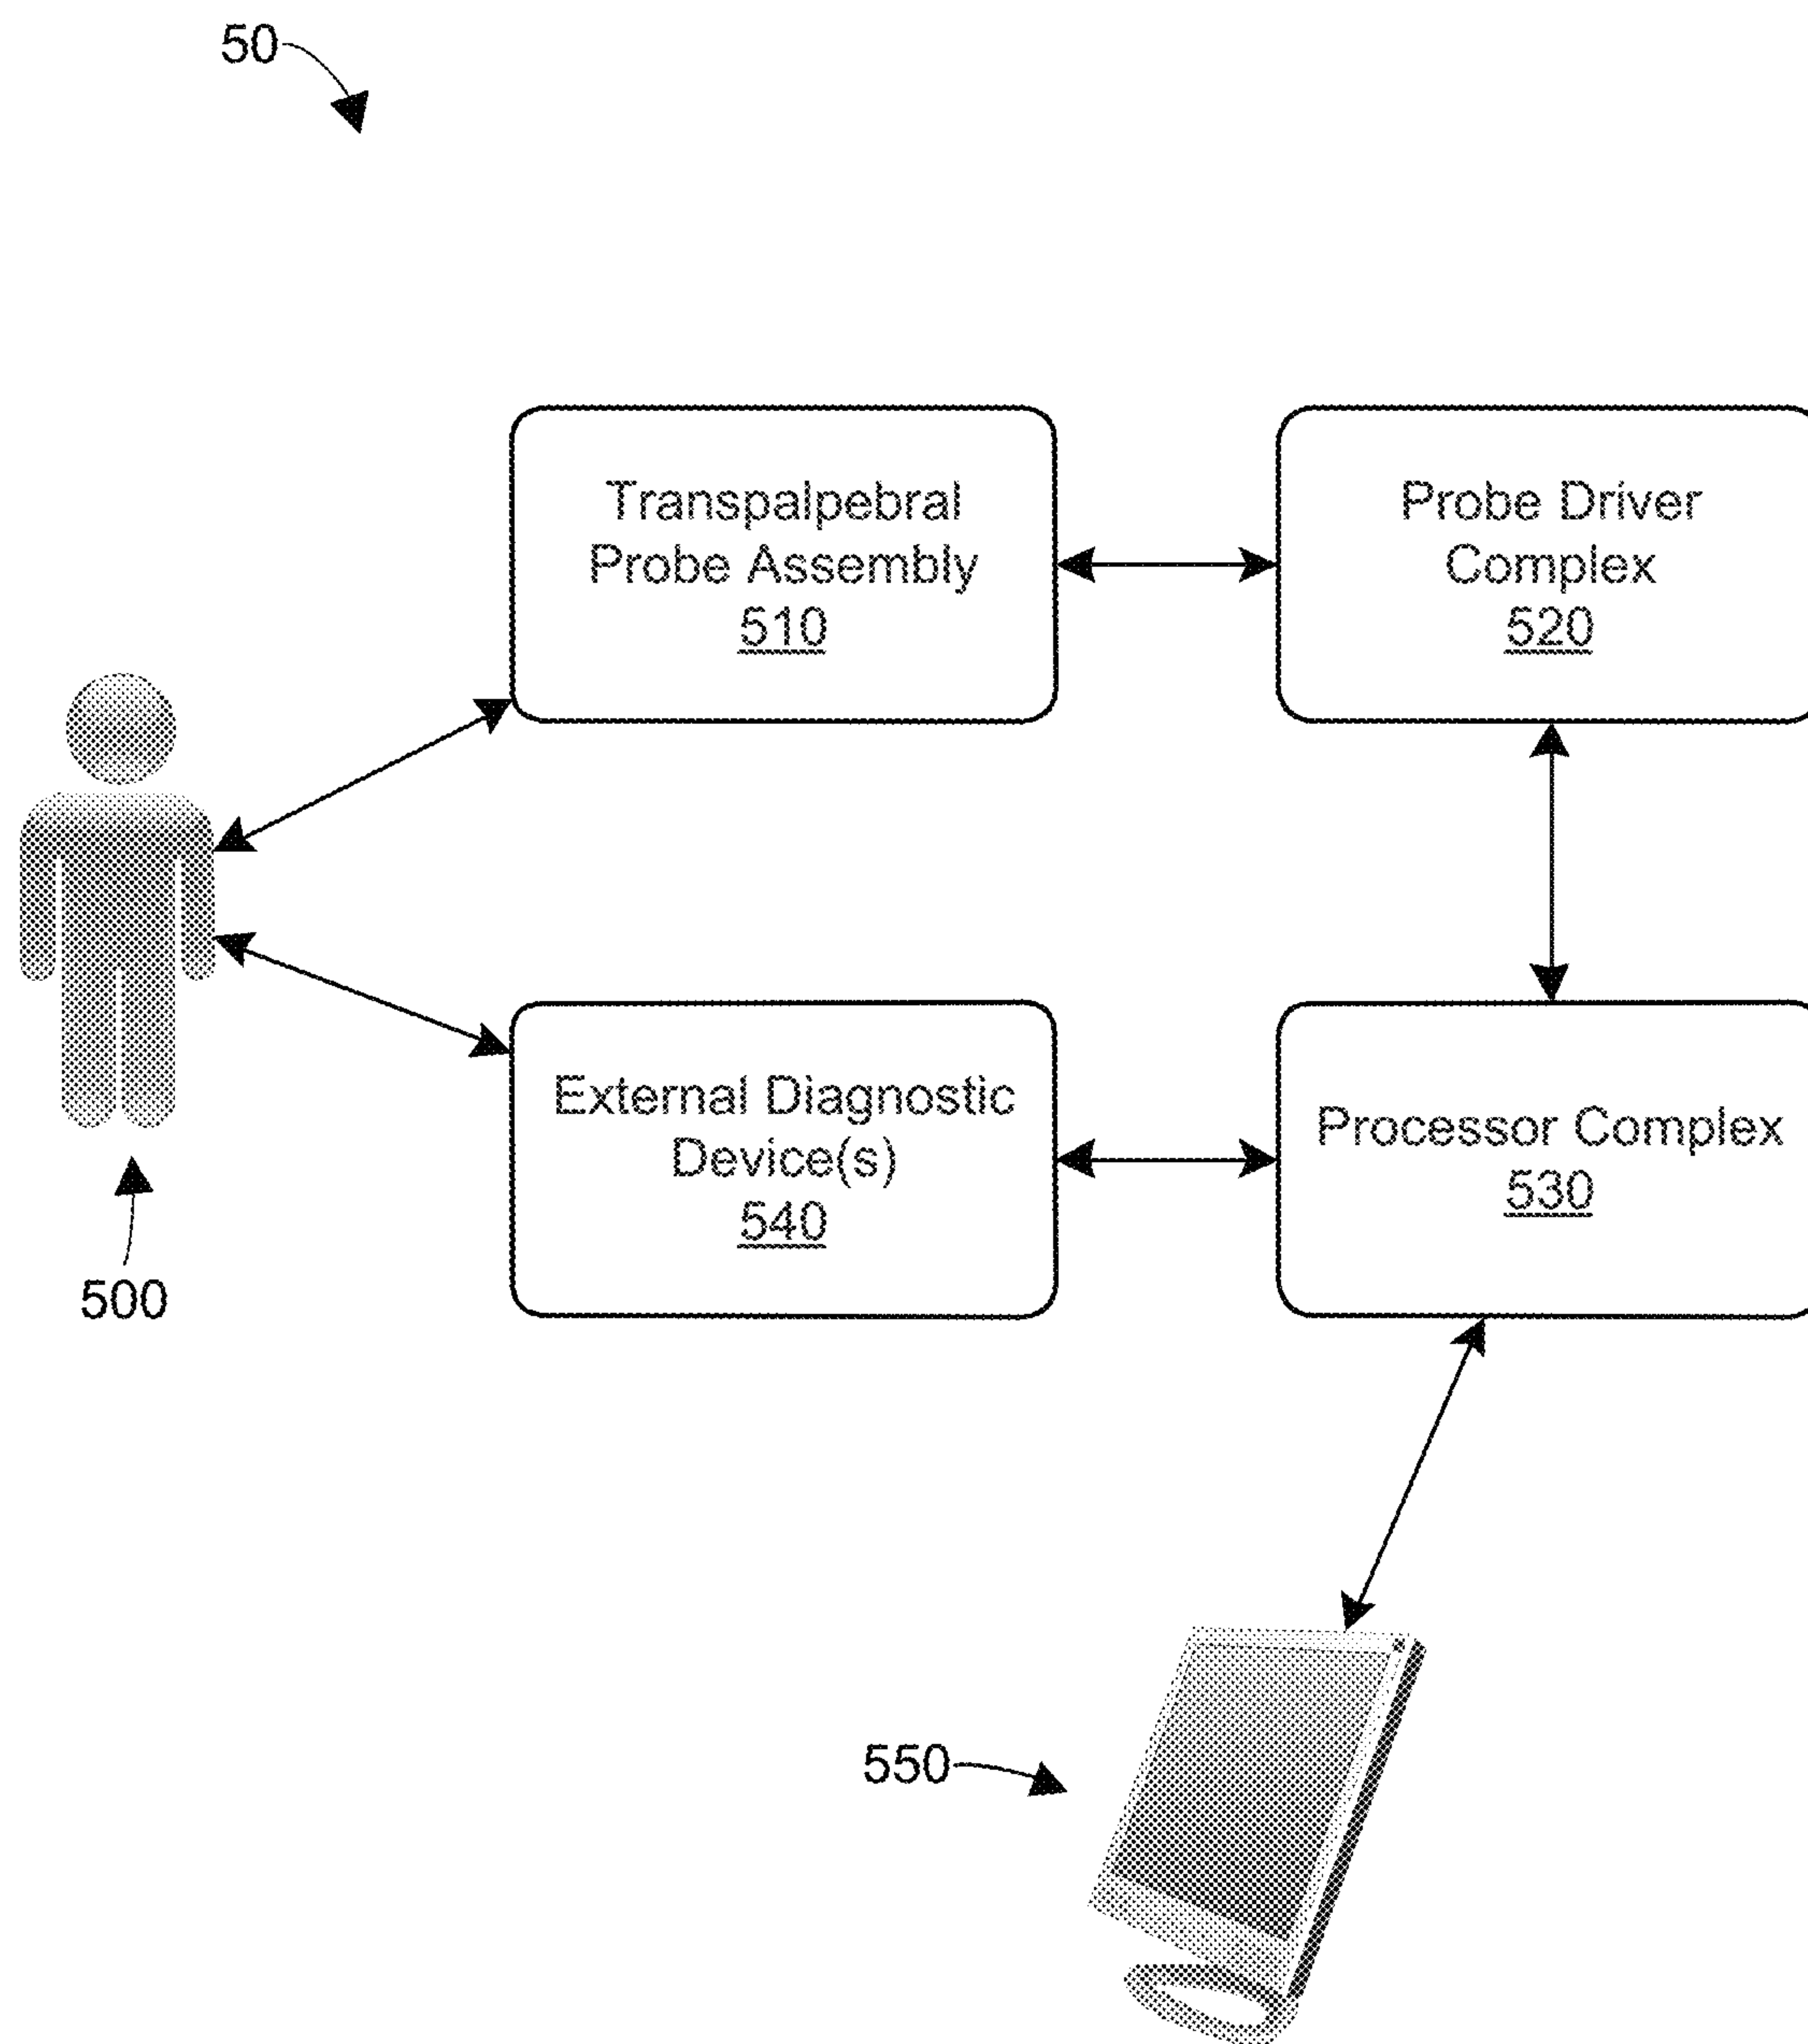 50
Transpalpebral
Probe Assembly
510
Probe Driver
Complex
520
500
External Diagnostic
Device(s)
540
Processor Complex
530
550